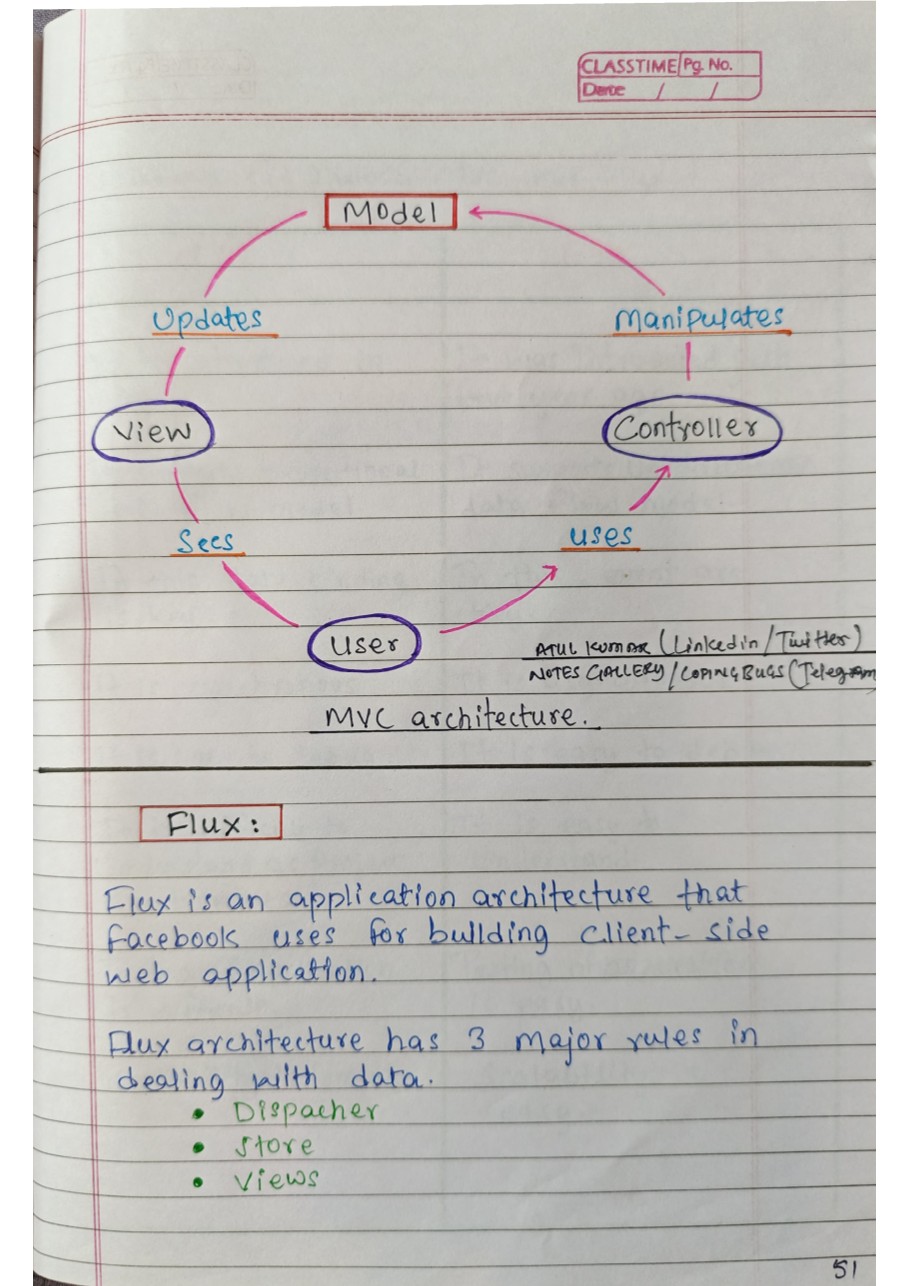 CLASSTIME Pg. No.
Date / /
Model
Updates
Manipulates
View
Controller
Sees
uses
User
ATUL KUMAR (Linkedin/Twitter)
NOTES GALLERY/COPINGBUGS (Telegram
MVC architecture.
Flux:
Flux is an application architecture that
facebook uses for building client-side
web application.
Flux architecture has 3 major rules in
dealing with data.
• Dispacher
• Store
• Views
51